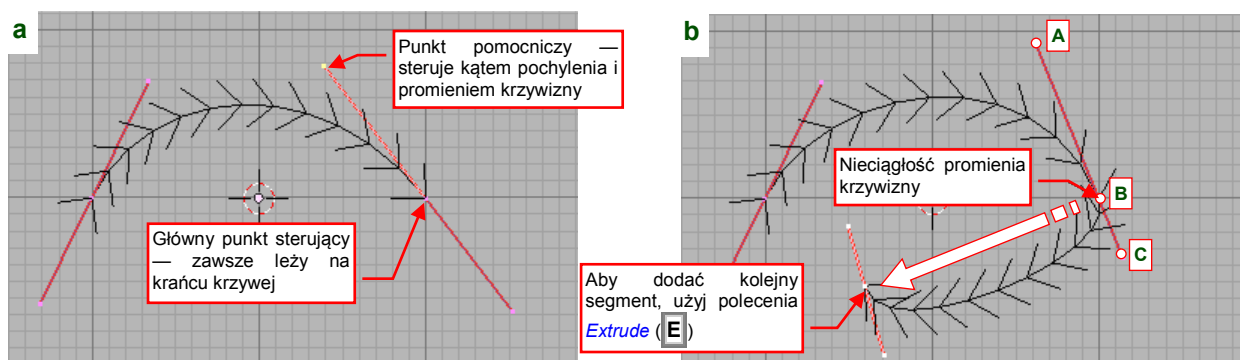 a
Punkt pomocniczy —
steruje kątem pochylenia i
promieniem krzywizny
Główny punkt sterujący
— zawsze leży na
krańcu krzywej
b
A
Nieciągłość promienia
krzywizny
B
C
Aby dodać kolejny
segment, użyj polecenia
Extrude ( E )